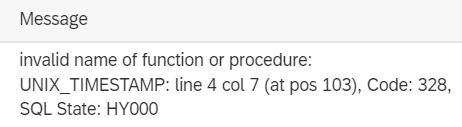 Message
invalid name of function or procedure:
UNIX_TIMESTAMP: line 4 col 7 (at pos 103), Code: 328,
SQL State: HY000